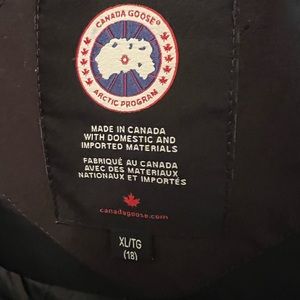 CANADA GOOSE®
ARCTIC PROGRAM
MADE IN CANADA
WITH DOMESTIC AND
IMPORTED MATERIALS
FABRIQUÉ AU CANADA
AVEC DES MATERIAUX
NATIONAUX ET IMPORTÉS
canadagoose.com
XL/TG
(18)